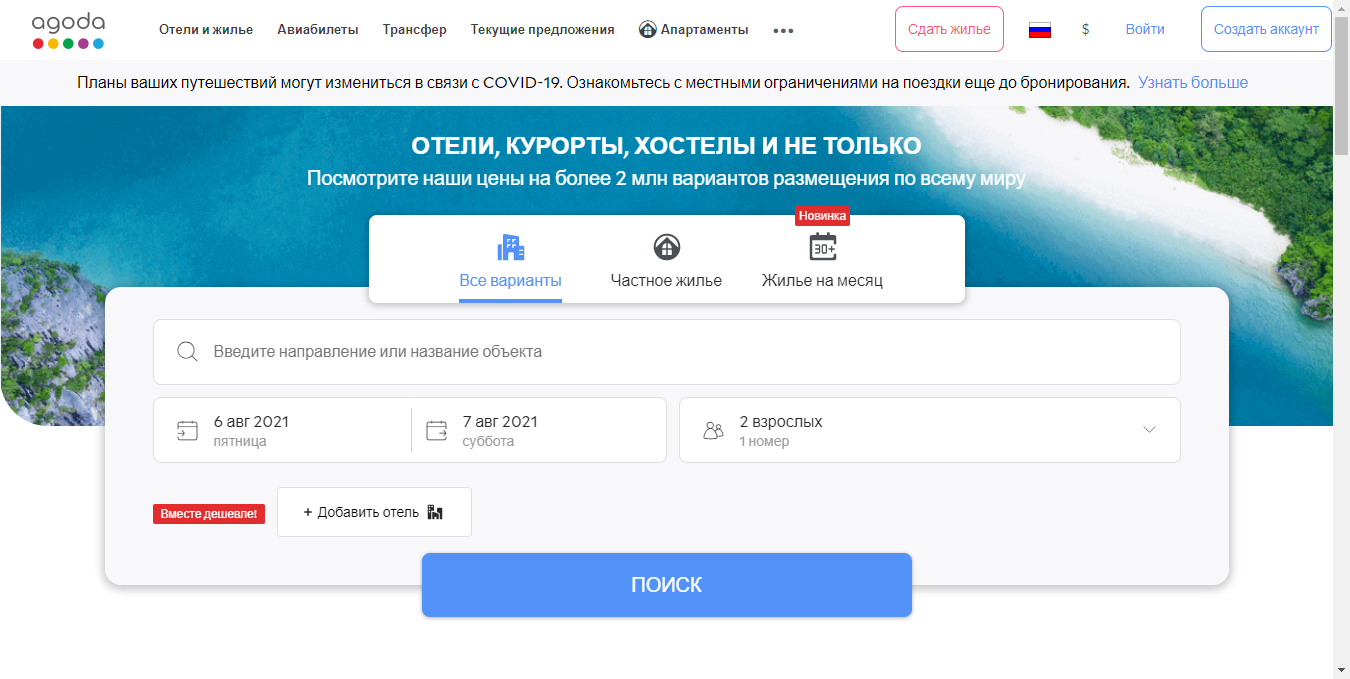 agoda
Отели и жилье Авиабилеты Трансфер Текущие предложения Апартаменты ••• Сдать жилье $ Войти Создать аккаунт
Планы ваших путешествий могут измениться в связи с COVID-19. Ознакомьтесь с местными ограничениями на поездки еще до бронирования. Узнать больше
ОТЕЛИ, КУРОРТЫ, ХОСТЕЛЫ И НЕ ТОЛЬКО
Посмотрите наши цены на более 2 млн вариантов размещения по всему миру
Новинка
30+
Все варианты Частное жилье Жилье на месяц
Введите направление или название объекта
6 авг 2021 7 авг 2021 2 взрослых
пятница суббота 1 номер
Вместе дешевле! + Добавить отель
ПОИСК